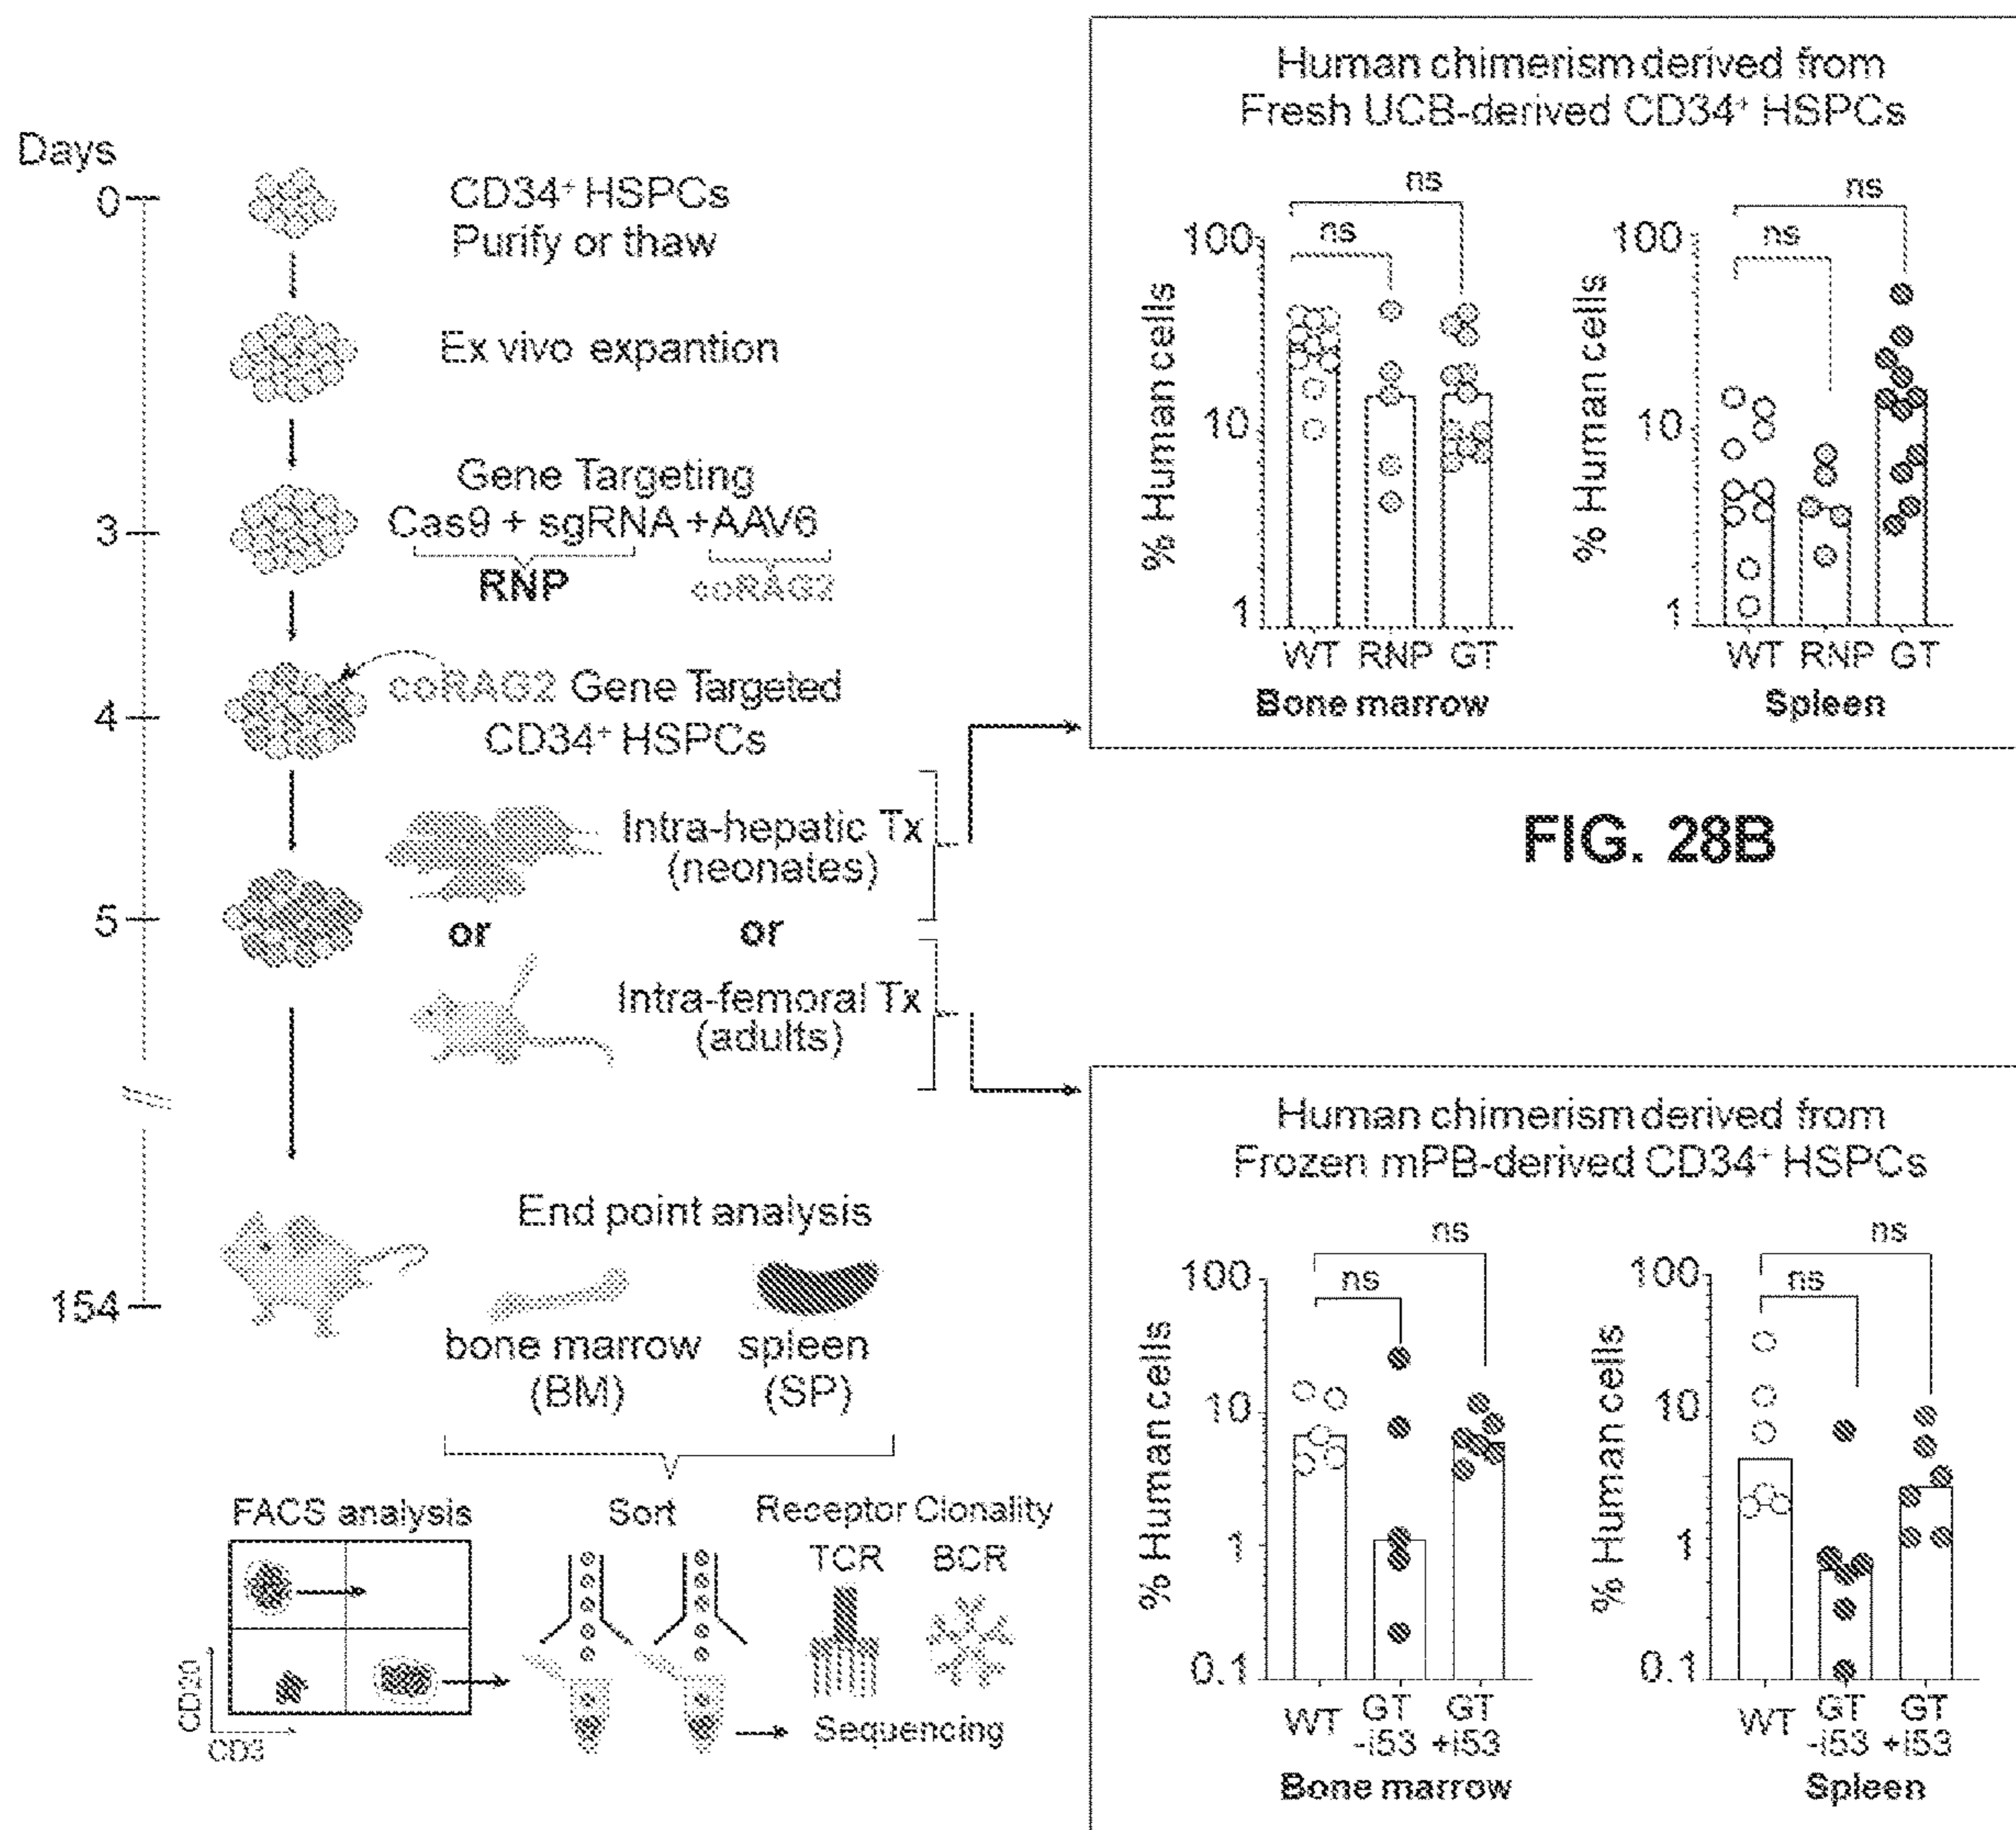 Days
0
CD34+ HSPCs
Purify or thaw
Ex vivo expantion
3
Gene Targeting
Cas9 + sgRNA +AAV6
RNP
coRAG2
4
coRAG2 Gene Targeted
CD34+ HSPCs
Intra-hepatic Tx
(neonates)
5
or
or
Intra-femoral Tx
(adults)
154
End point analysis
bone marrow
(BM)
spleen
(SP)
FACS analysis
Sort
Receptor Clonality
TCR
BCR
CD20
CD3
Sequencing
Human chimerism derived from
Fresh UCB-derived CD34+ HSPCs
ns
ns
100
10
1
% Human cells
WT RNP GT
Bone marrow
ns
ns
100
10
1
% Human cells
WT RNP GT
Spleen
FIG. 28B
Human chimerism derived from
Frozen mPB-derived CD34+ HSPCs
ns
ns
100
10
1
0.1
% Human cells
WT GT GT
-i53 +i53
Bone marrow
ns
ns
100
10
1
0.1
% Human cells
WT GT GT
-i53 +i53
Spleen